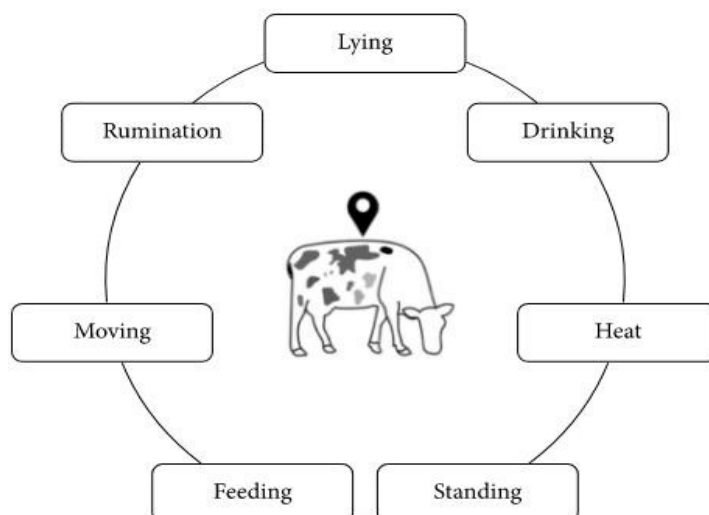 Lying
Rumination
Drinking
Moving
Heat
Feeding
Standing